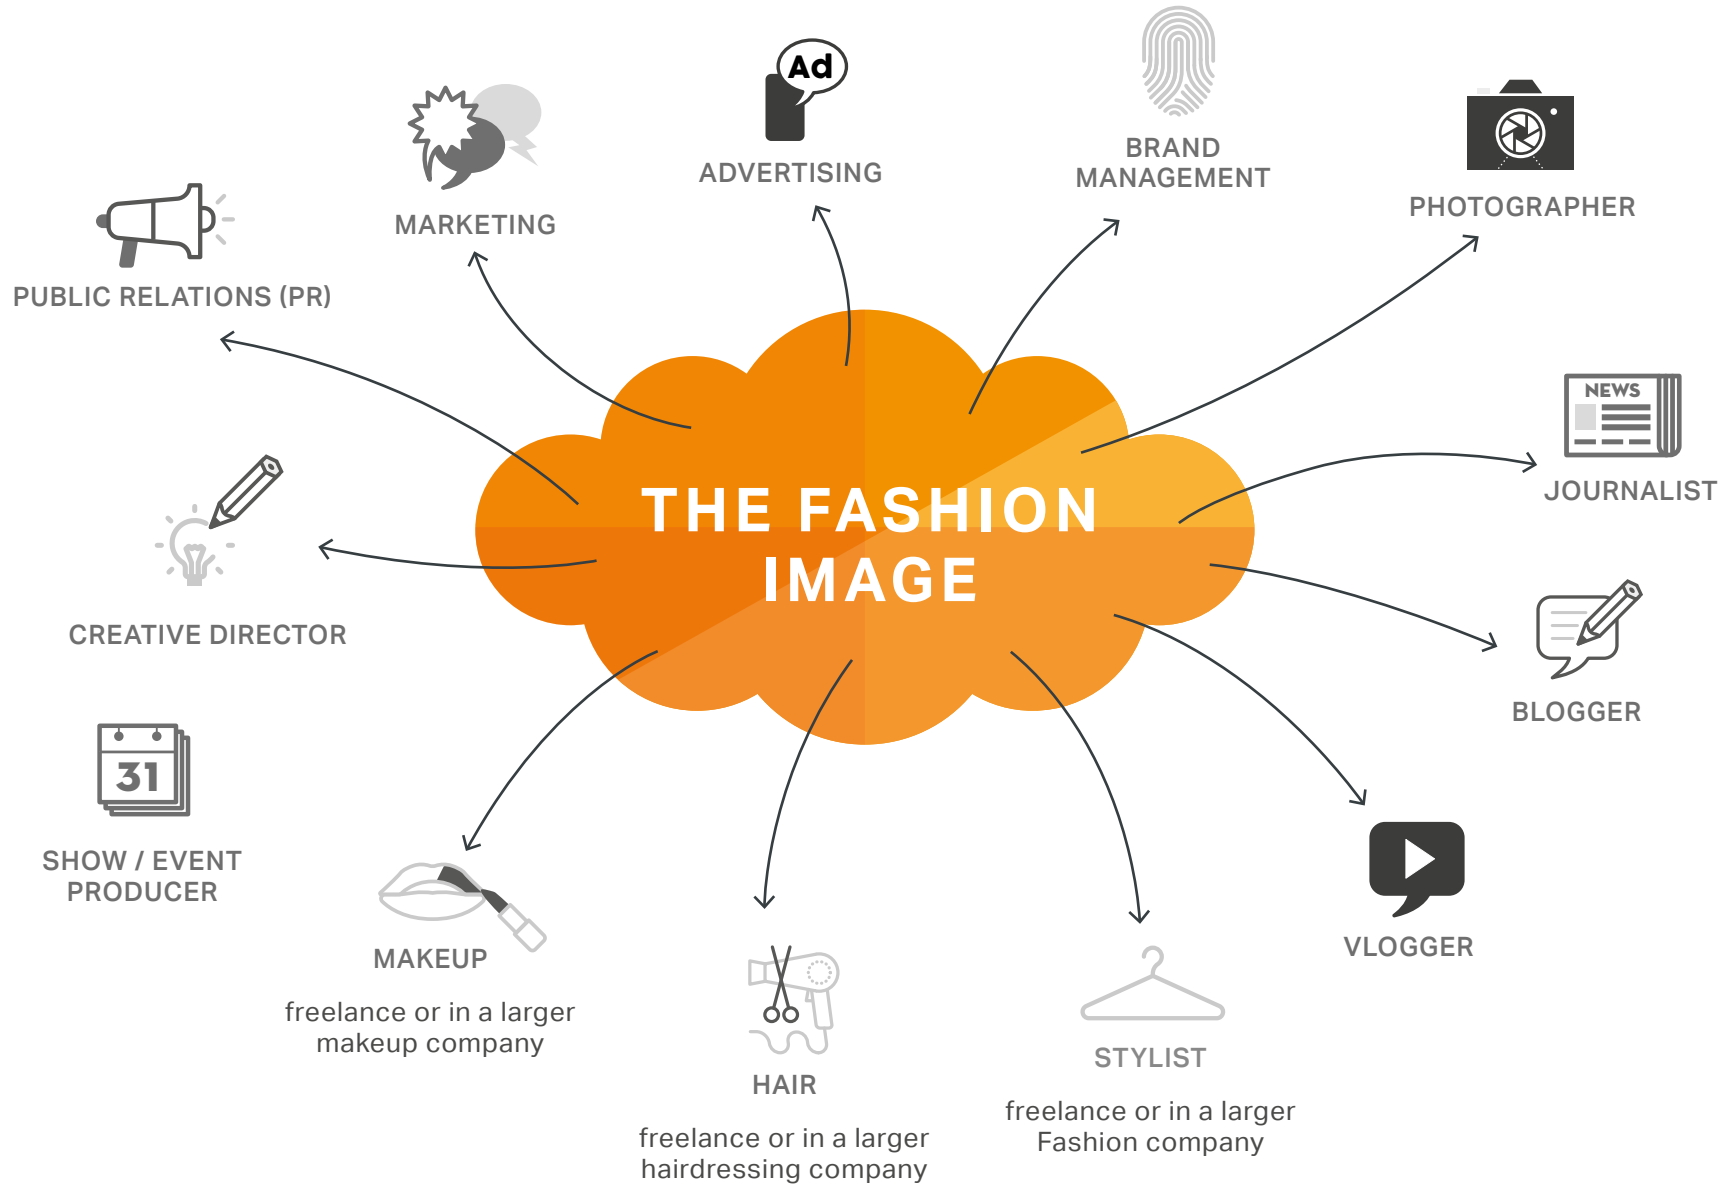 Ad
ADVERTISING
BRAND
MANAGEMENT
MARKETING
PHOTOGRAPHER
PUBLIC RELATIONS (PR)
NEWS
JOURNALIST
THE FASHION
IMAGE
CREATIVE DIRECTOR
BLOGGER
31
SHOW / EVENT
PRODUCER
VLOGGER
MAKEUP
freelance or in a larger
makeup company
HAIR
freelance or in a larger
hairdressing company
STYLIST
freelance or in a larger
Fashion company